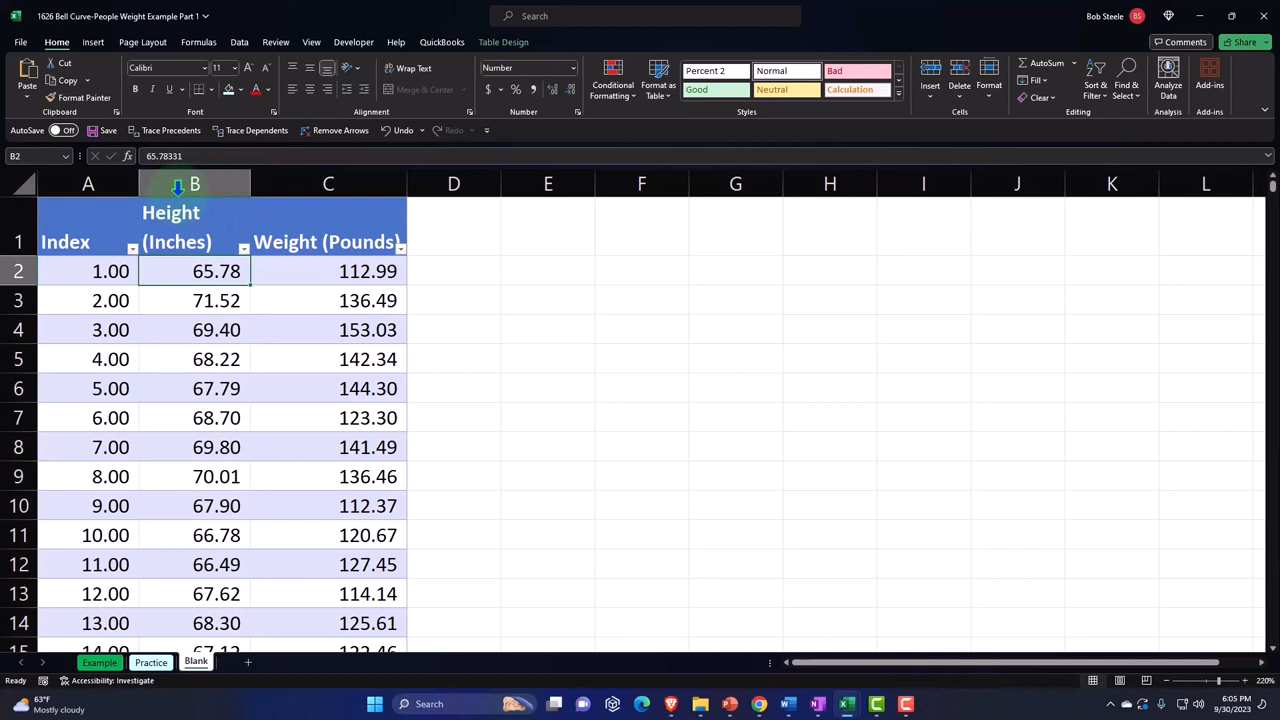 1626 Bell Curve-People Weight Example Part 1
Search
Bob Steele BS
File Home Insert Page Layout Formulas Data Review View Developer Help QuickBooks Table Design
Comments Share
Paste
Cut
Copy
Format Painter
Clipboard
Calibri 11
B I U
Font
Wrap Text
Merge & Center
Alignment
Number
$ % 9
Number
Conditional Formatting
Format as Table
Percent 2 Normal Bad
Good Neutral Calculation
Styles
Insert Delete Format
Cells
AutoSum
Fill
Clear
Sort & Filter
Find & Select
Editing
Analyze Data
Analysis
Add-ins
Add-ins
AutoSave Off Save Trace Precedents Trace Dependents Remove Arrows Undo Redo
B2 fx 65.78331
A B C D E F G H I J K L
1 Index Height (Inches) Weight (Pounds)
2 1.00 65.78 112.99
3 2.00 71.52 136.49
4 3.00 69.40 153.03
5 4.00 68.22 142.34
6 5.00 67.79 144.30
7 6.00 68.70 123.30
8 7.00 69.80 141.49
9 8.00 70.01 136.46
10 9.00 67.90 112.37
11 10.00 66.78 120.67
12 11.00 66.49 127.45
13 12.00 67.62 114.14
14 13.00 68.30 125.61
15 14.00 67.12 122.46
Example Practice Blank
Ready Accessibility: Investigate 220%
63°F
Mostly cloudy
Search
6:05 PM
9/30/2023